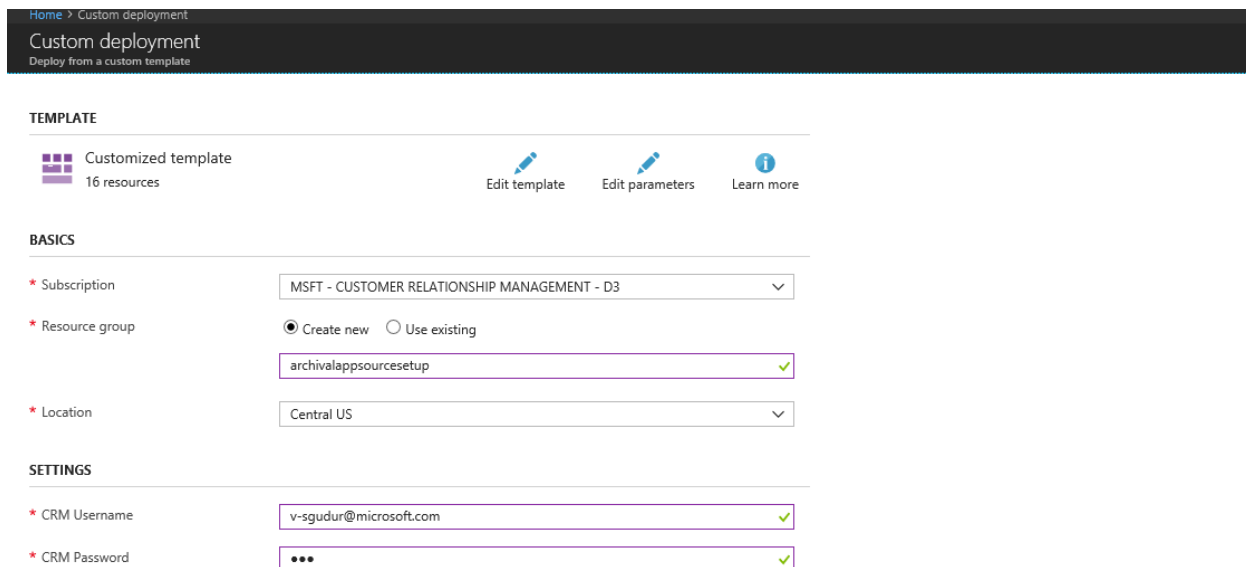 Home > Custom deployment
Custom deployment
Deploy from a custom template
TEMPLATE
Customized template
16 resources
Edit template
Edit parameters
Learn more
BASICS
* Subscription
MSFT - CUSTOMER RELATIONSHIP MANAGEMENT - D3
* Resource group
Create new
Use existing
archivalappsourcesetup
* Location
Central US
SETTINGS
* CRM Username
v-sgudur@microsoft.com
* CRM Password
•••